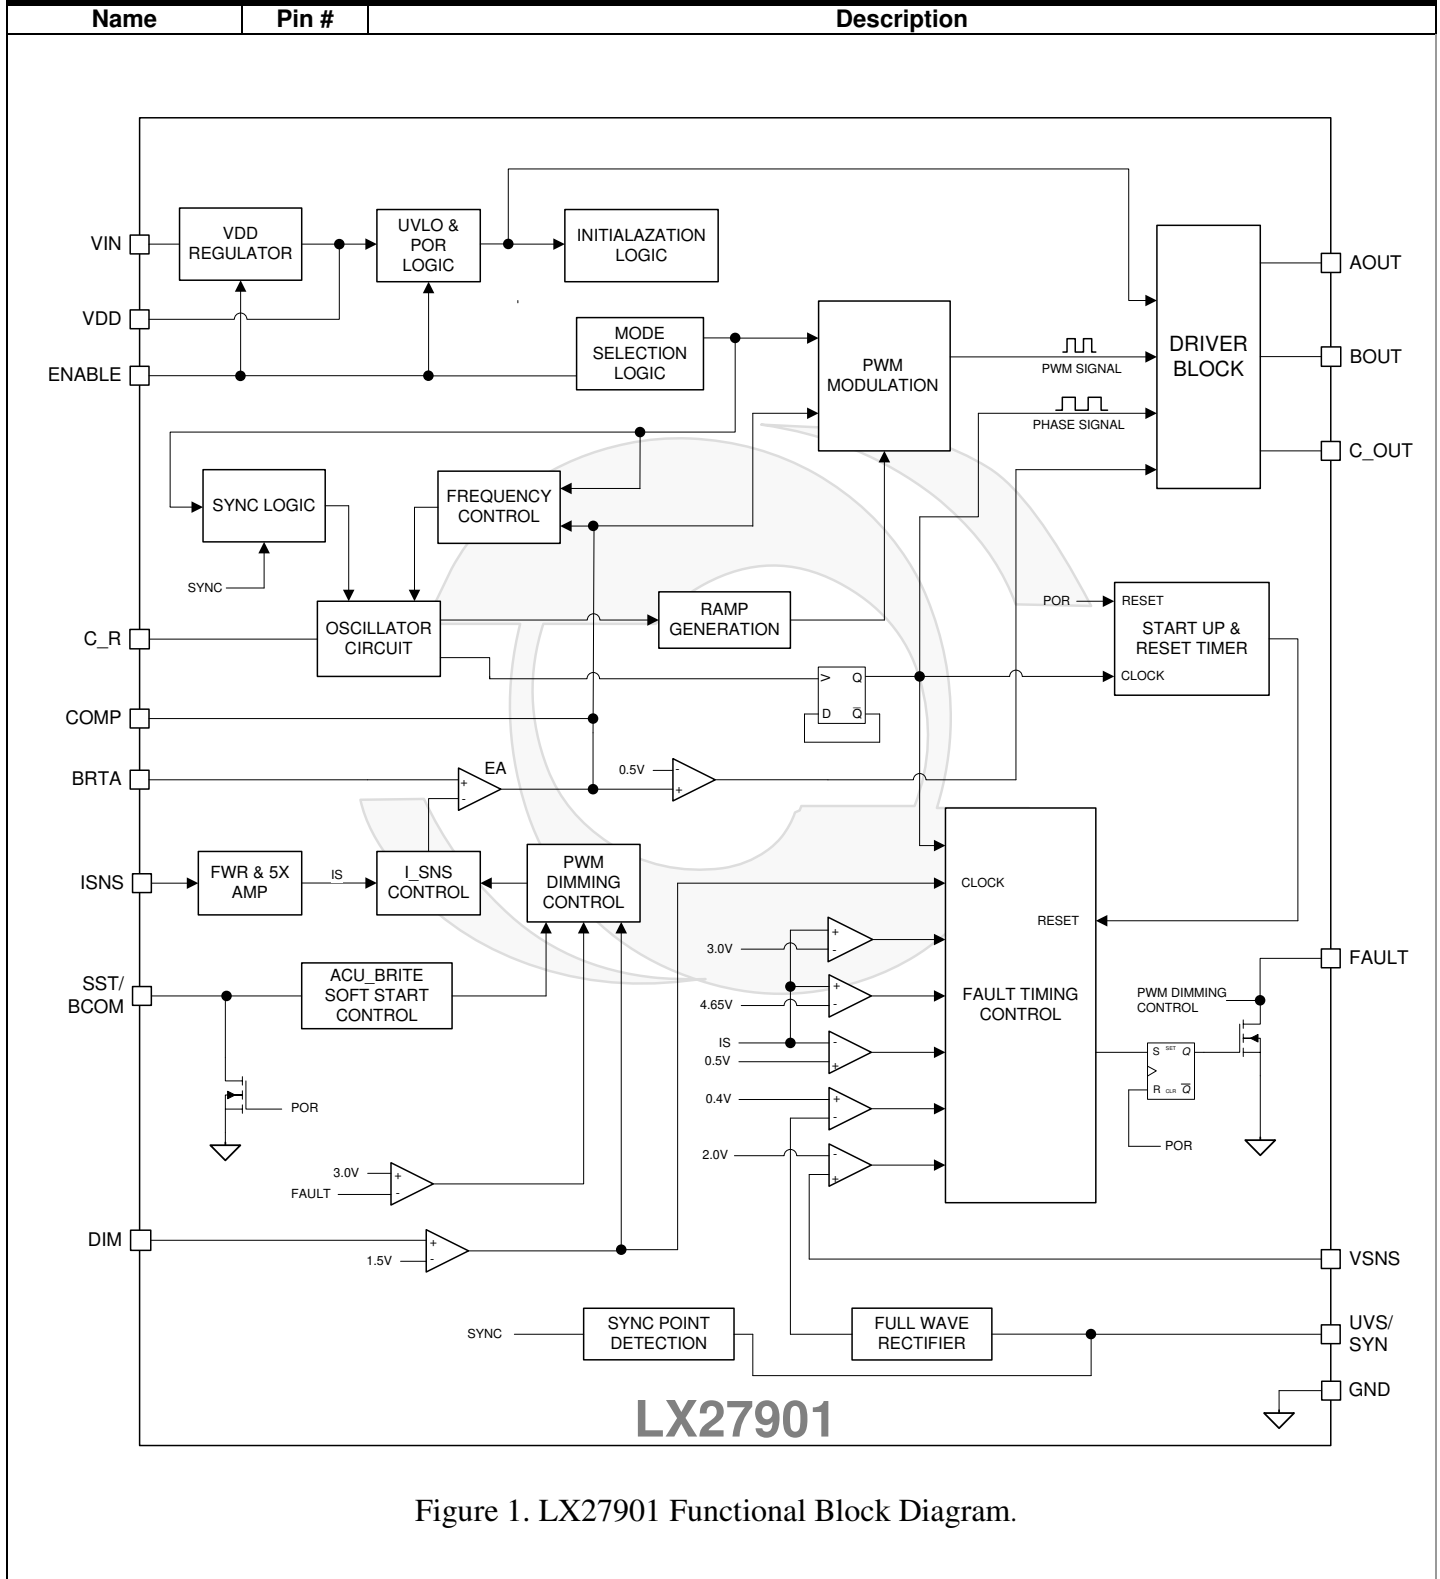 Name Pin # Description
VIN
VDD
REGULATOR
UVLO &
POR
LOGIC
INITIALAZATION
LOGIC
AOUT
VDD
MODE
SELECTION
LOGIC
PWM
MODULATION
PWM SIGNAL
DRIVER
BLOCK
BOUT
ENABLE
PHASE SIGNAL
C_OUT
SYNC LOGIC
FREQUENCY
CONTROL
SYNC
C_R
OSCILLATOR
CIRCUIT
RAMP
GENERATION
POR
RESET
START UP &
RESET TIMER
CLOCK
> Q
D Q
COMP
BRTA
EA
+
-
0.5V
-
+
ISNS
FWR & 5X
AMP
IS
I_SNS
CONTROL
PWM
DIMMING
CONTROL
CLOCK
RESET
3.0V
+
-
4.65V
+
-
IS
0.5V
-
+
0.4V
+
-
2.0V
-
+
FAULT TIMING
CONTROL
FAULT
PWM DIMMING
CONTROL
S SET Q
R CLR Q
POR
SST/
BCOM
ACU_BRITE
SOFT START
CONTROL
POR
3.0V
FAULT
+
-
DIM
1.5V
+
-
VSNS
SYNC
SYNC POINT
DETECTION
FULL WAVE
RECTIFIER
UVS/
SYN
GND
LX27901
Figure 1. LX27901 Functional Block Diagram.